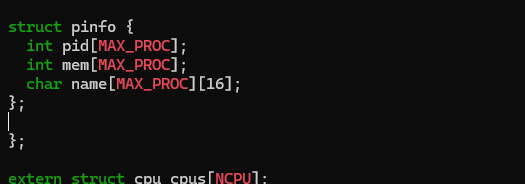 struct pinfo {
  int pid[MAX_PROC];
  int mem[MAX_PROC];
  char name[MAX_PROC][16];
};
};
extern struct cpu cpus[NCPU];